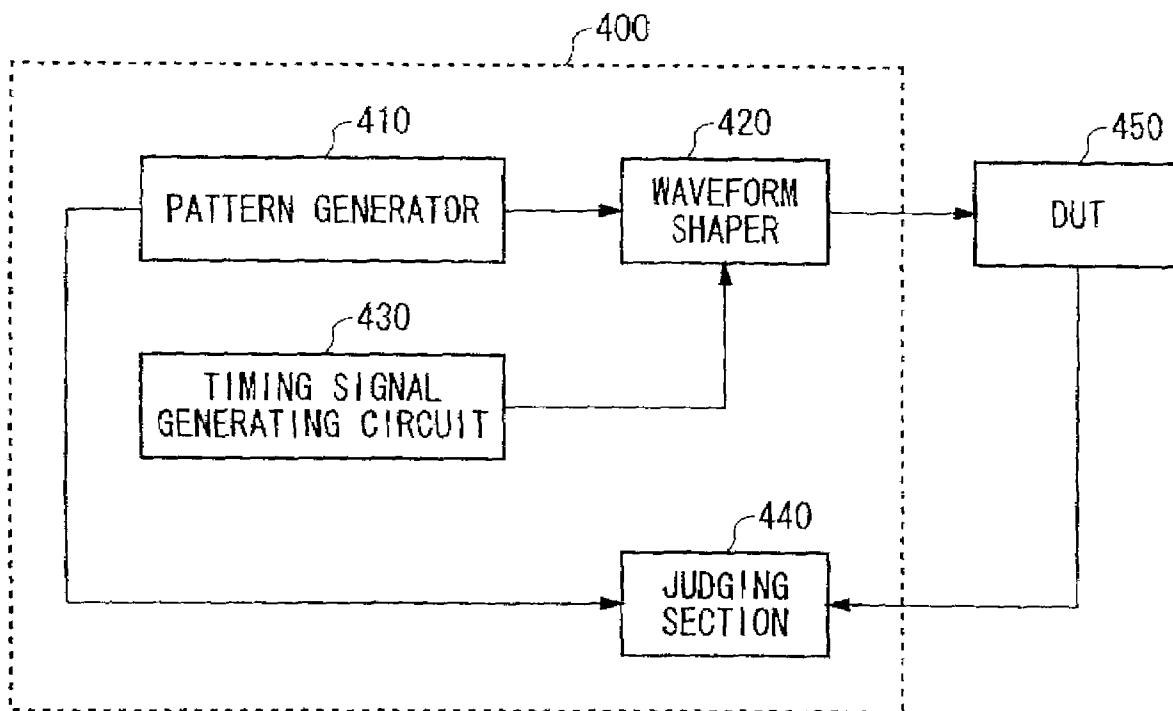 400
410
420
450
PATTERN GENERATOR
WAVEFORM
SHAPER
DUT
430
TIMING SIGNAL
GENERATING CIRCUIT
440
JUDGING
SECTION